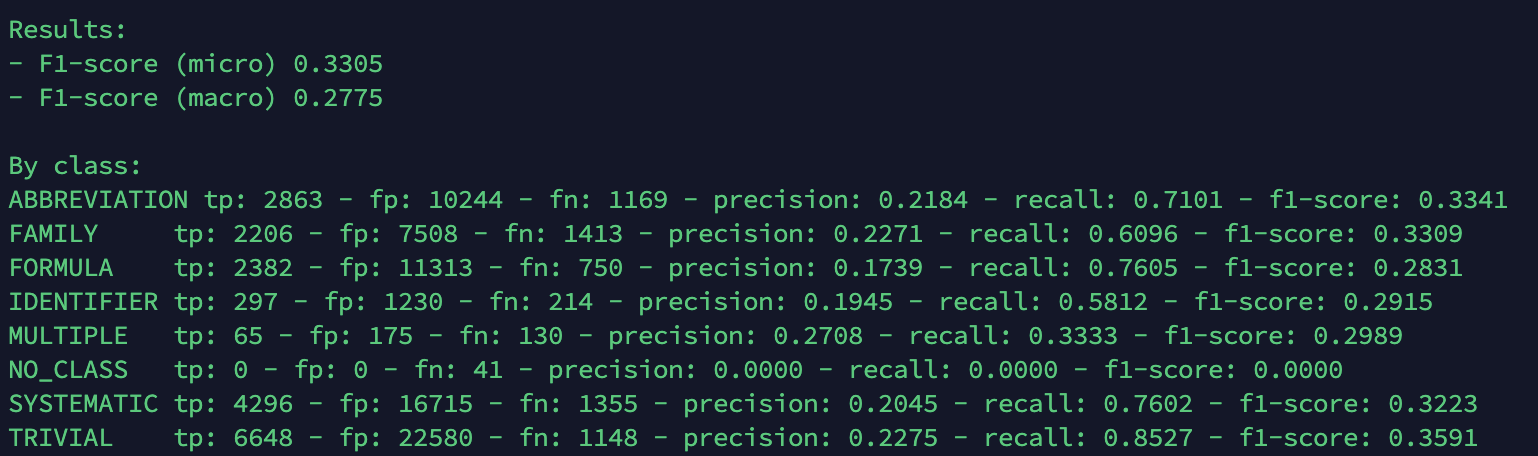 Results:
- F1-score (micro) 0.3305
- F1-score (macro) 0.2775

By class:
ABBREVIATION tp: 2863 - fp: 10244 - fn: 1169 - precision: 0.2184 - recall: 0.7101 - f1-score: 0.3341
FAMILY     tp: 2206 - fp: 7508 - fn: 1413 - precision: 0.2271 - recall: 0.6096 - f1-score: 0.3309
FORMULA    tp: 2382 - fp: 11313 - fn: 750 - precision: 0.1739 - recall: 0.7605 - f1-score: 0.2831
IDENTIFIER tp: 297 - fp: 1230 - fn: 214 - precision: 0.1945 - recall: 0.5812 - f1-score: 0.2915
MULTIPLE   tp: 65 - fp: 175 - fn: 130 - precision: 0.2708 - recall: 0.3333 - f1-score: 0.2989
NO_CLASS   tp: 0 - fp: 0 - fn: 41 - precision: 0.0000 - recall: 0.0000 - f1-score: 0.0000
SYSTEMATIC tp: 4296 - fp: 16715 - fn: 1355 - precision: 0.2045 - recall: 0.7602 - f1-score: 0.3223
TRIVIAL    tp: 6648 - fp: 22580 - fn: 1148 - precision: 0.2275 - recall: 0.8527 - f1-score: 0.3591